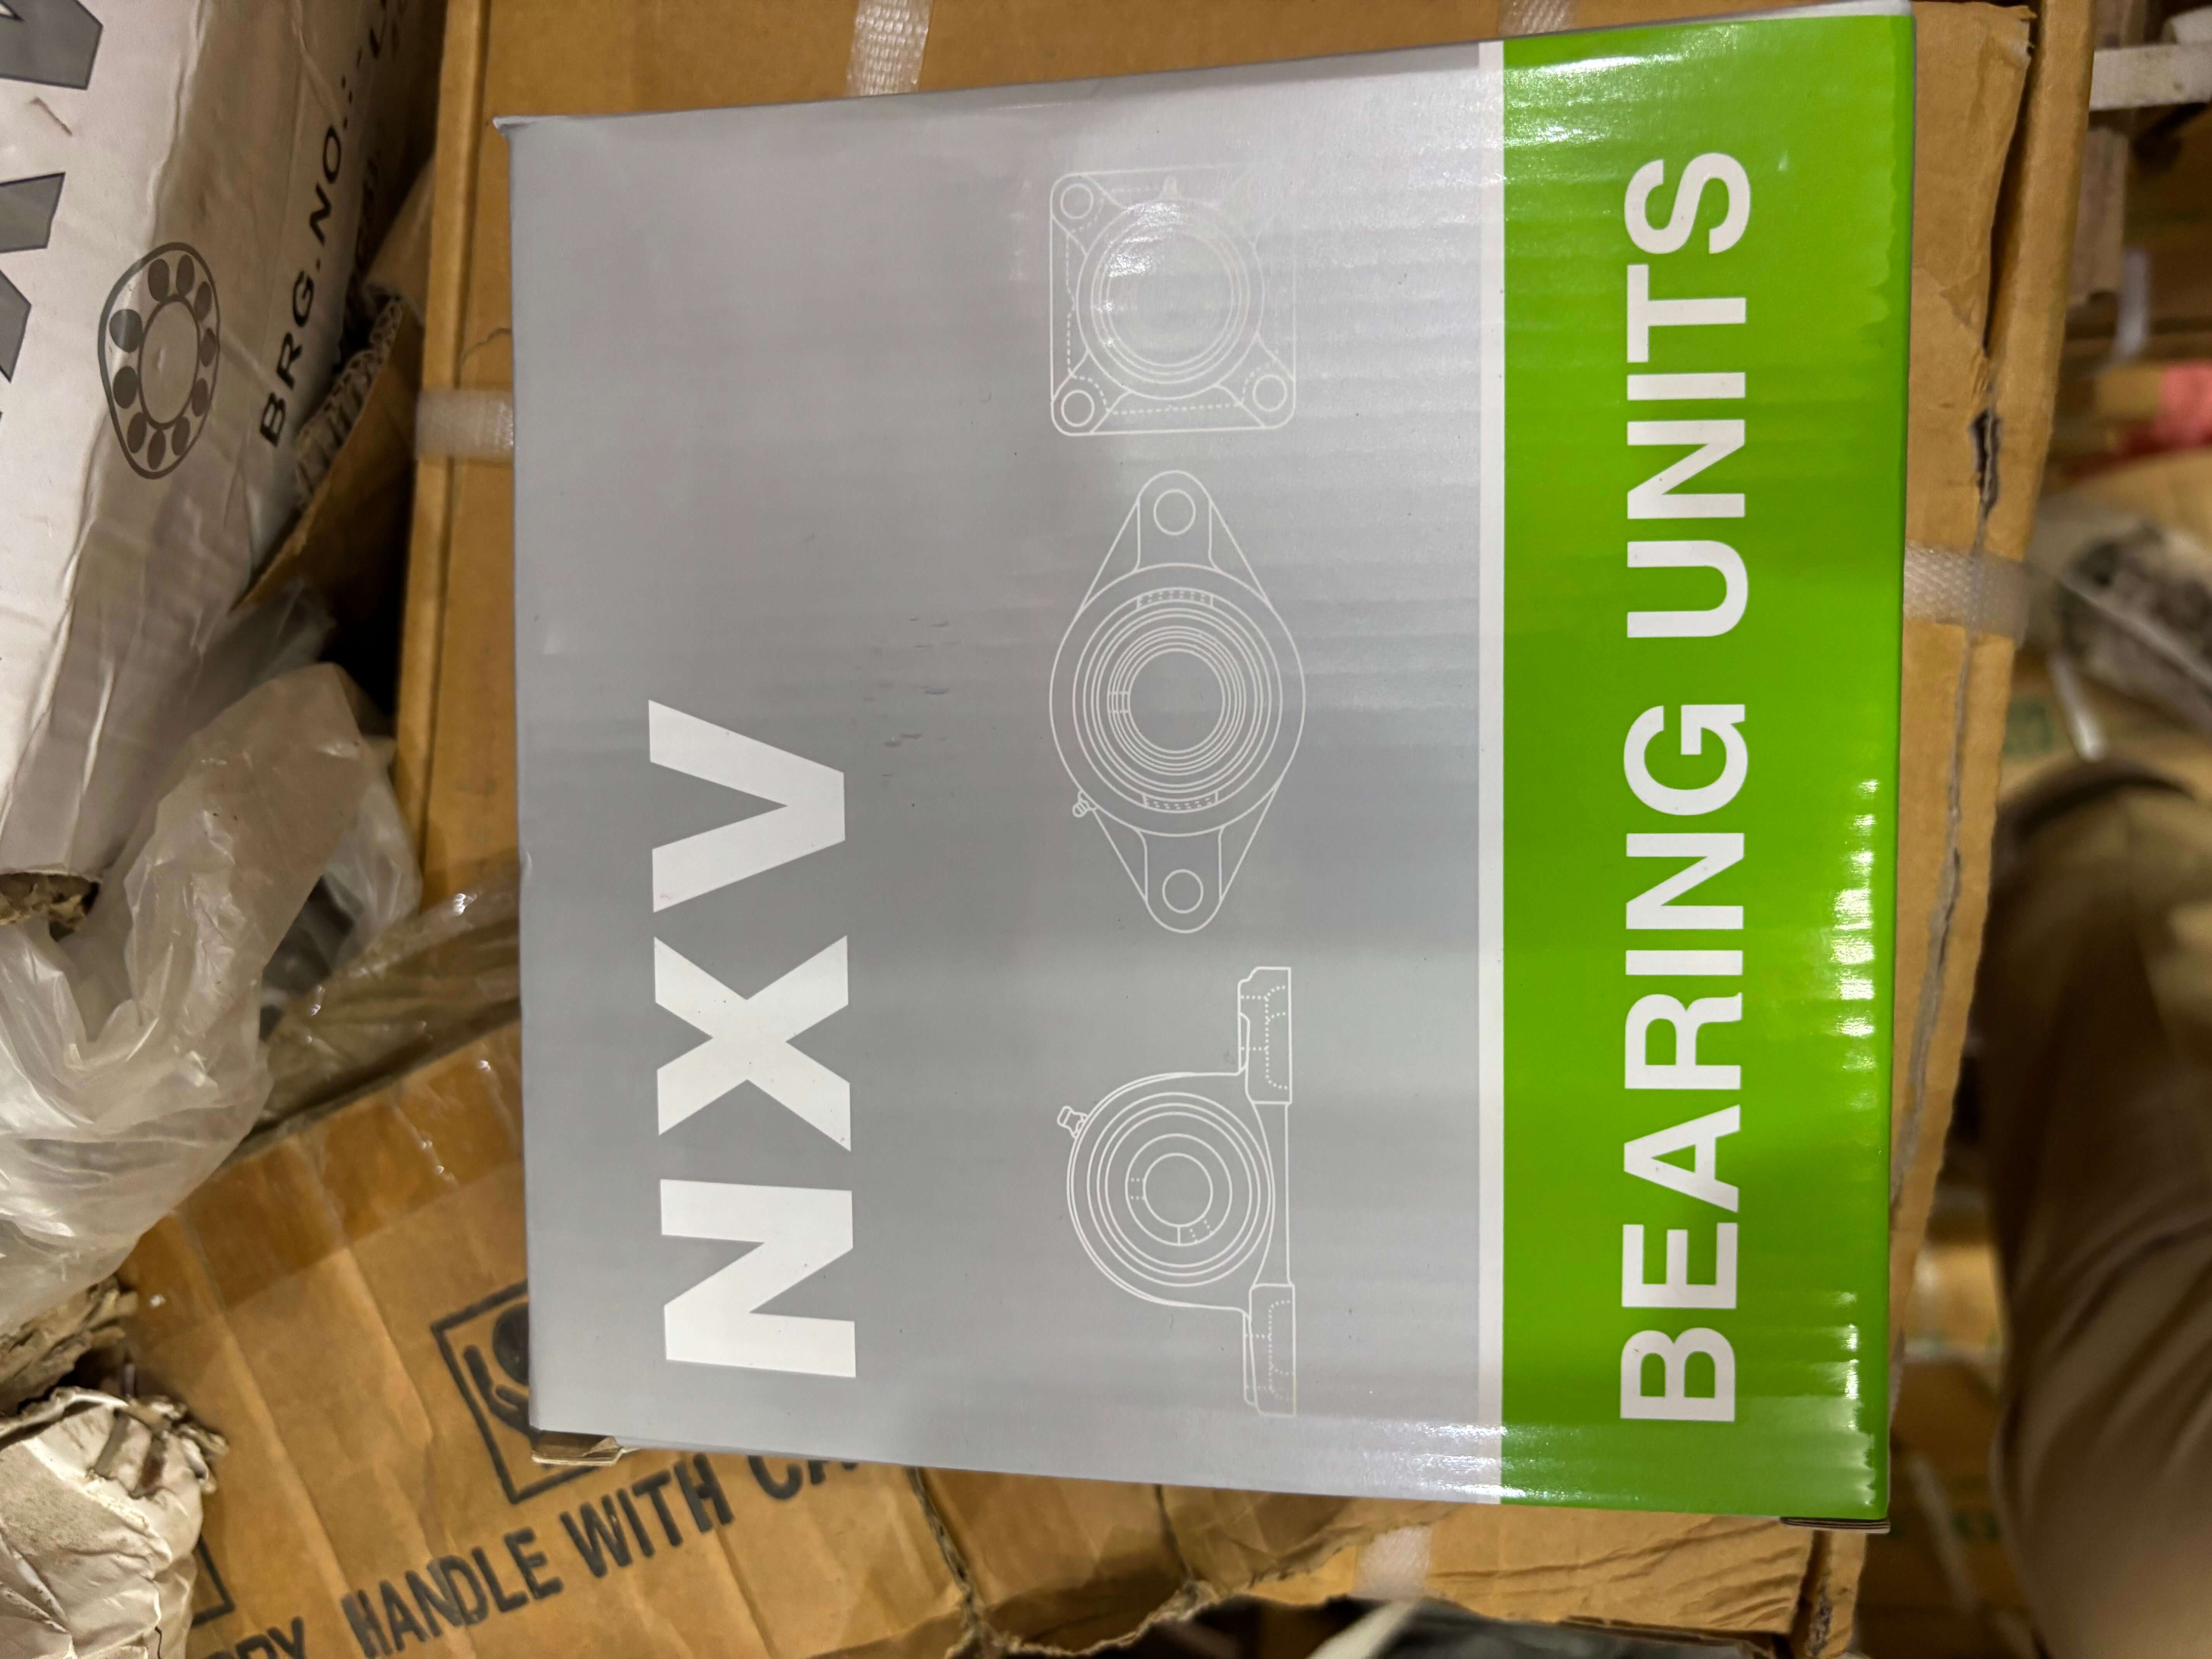 NXV
BEARING UNITS
BRG.NO.:
HANDLE WITH